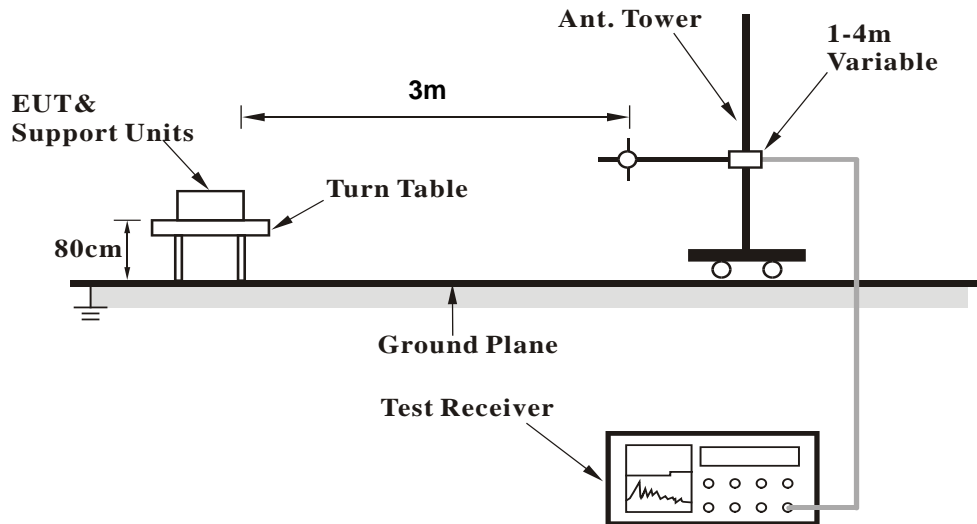 Ant. Tower
1-4m
Variable
3m
EUT&
Support Units
Turn Table
80cm
Ground Plane
Test Receiver